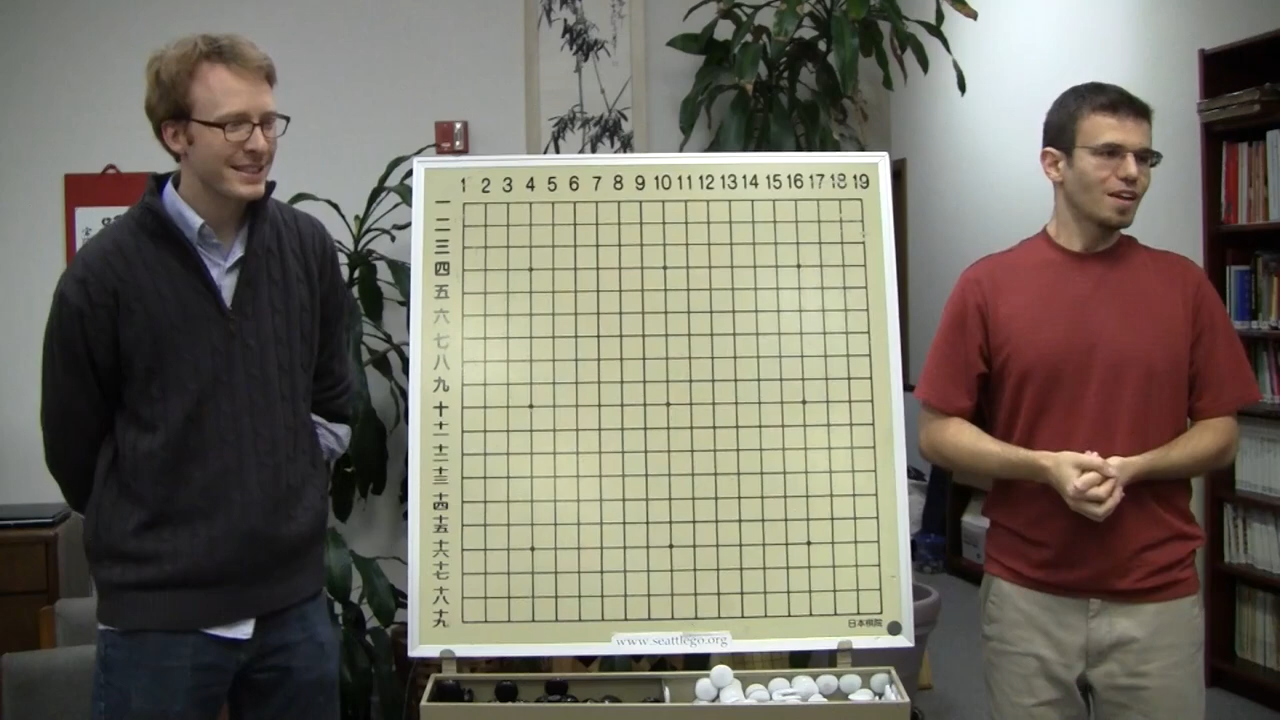 1 2 3 4 5 6 7 8 9 10 11 12 13 14 15 16 17 18 19
一
二
三
四
五
六
七
八
九
十
十一
十二
十三
十四
十五
十六
十七
十八
十九
日本棋院
www.seattlego.org